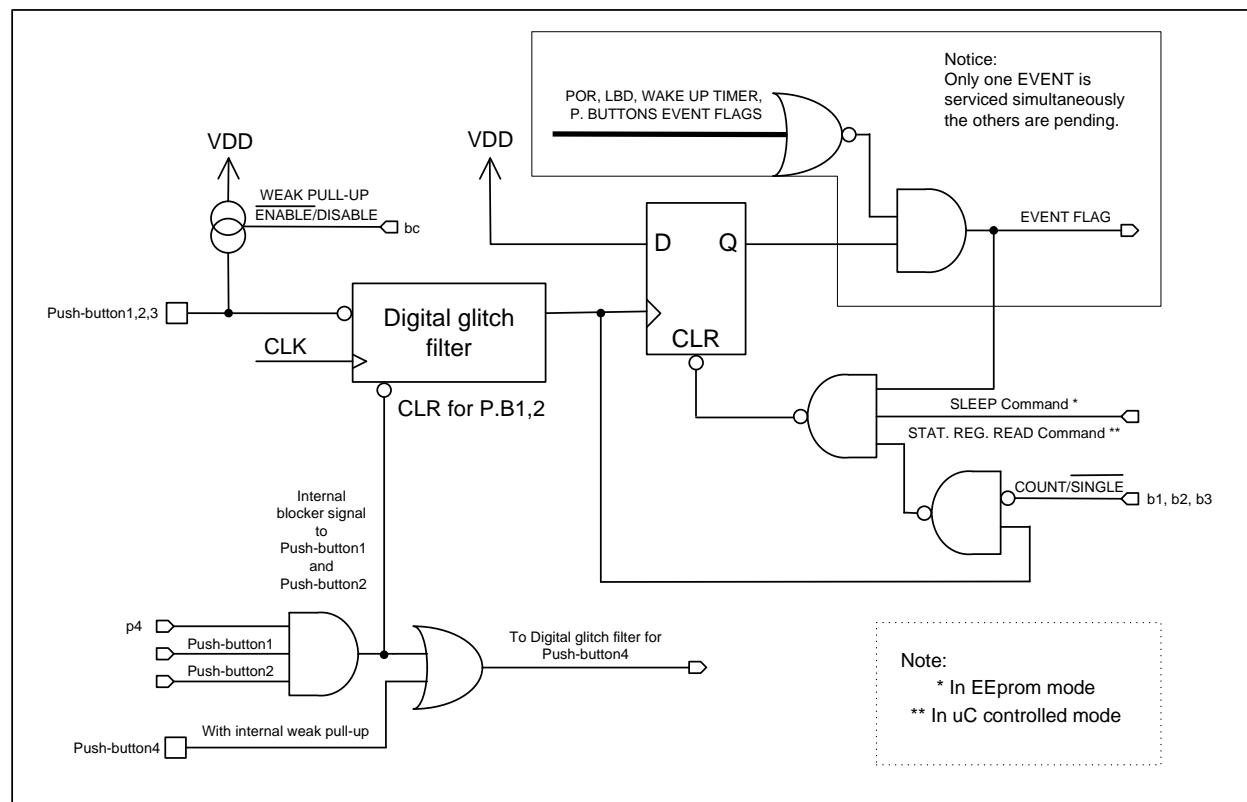 Notice:
Only one EVENT is
serviced simultaneously
the others are pending.
POR, LBD, WAKE UP TIMER,
P. BUTTONS EVENT FLAGS
VDD
VDD
WEAK PULL-UP
ENABLE/DISABLE
bc
EVENT FLAG
D
Q
CLR
Push-button1,2,3
Digital glitch
filter
CLK
CLR for P.B1,2
SLEEP Command *
STAT. REG. READ Command **
COUNT/SINGLE
b1, b2, b3
Internal
blocker signal
to
Push-button1
and
Push-button2
p4
Push-button1
Push-button2
To Digital glitch filter for
Push-button4
With internal weak pull-up
Push-button4
Note:
* In EEprom mode
** In uC controlled mode